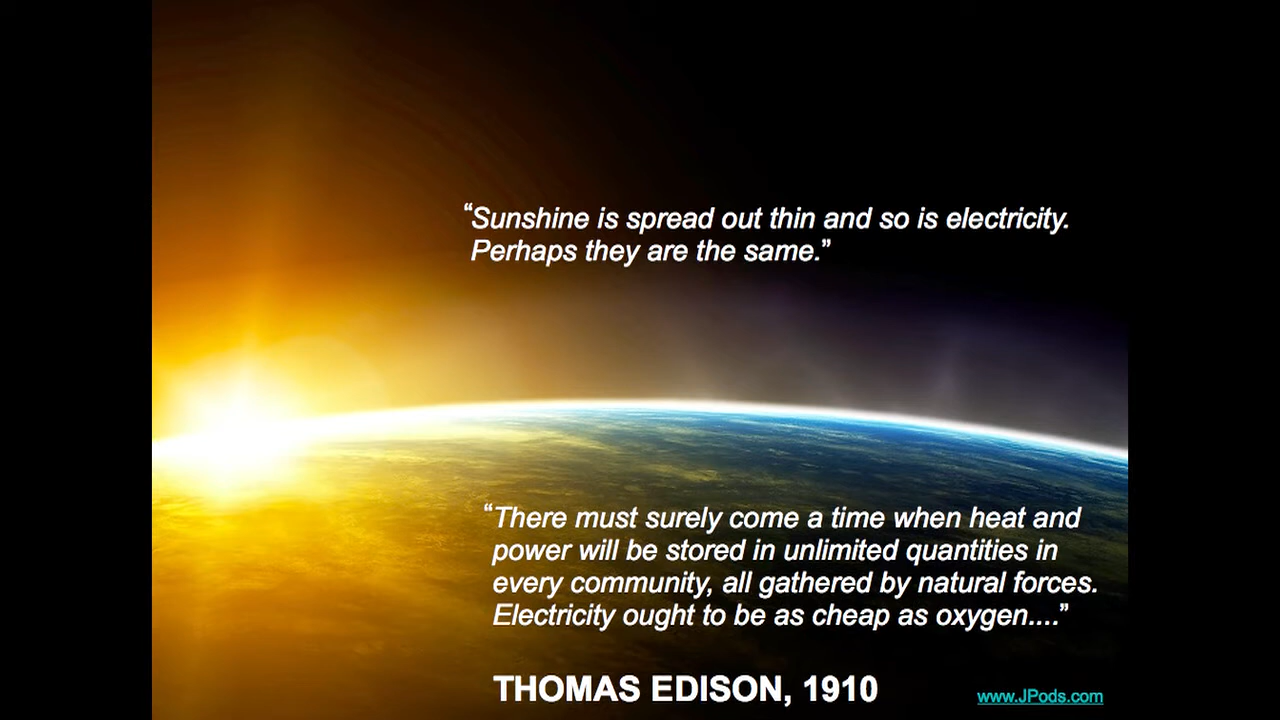 “Sunshine is spread out thin and so is electricity.
Perhaps they are the same.”
“There must surely come a time when heat and
power will be stored in unlimited quantities in
every community, all gathered by natural forces.
Electricity ought to be as cheap as oxygen....”
THOMAS EDISON, 1910
www.JPods.com